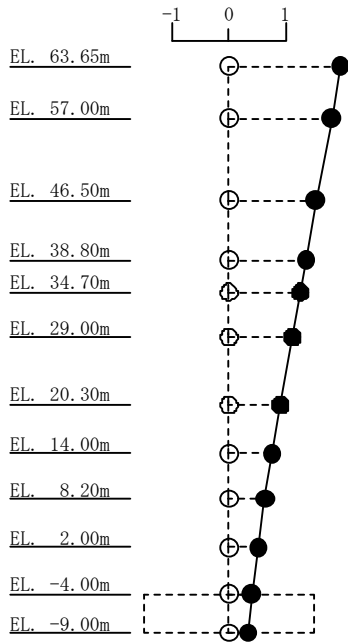 -1 0 1
EL. 63.65m
EL. 57.00m
EL. 46.50m
EL. 38.80m
EL. 34.70m
EL. 29.00m
EL. 20.30m
EL. 14.00m
EL. 8.20m
EL. 2.00m
EL. -4.00m
EL. -9.00m